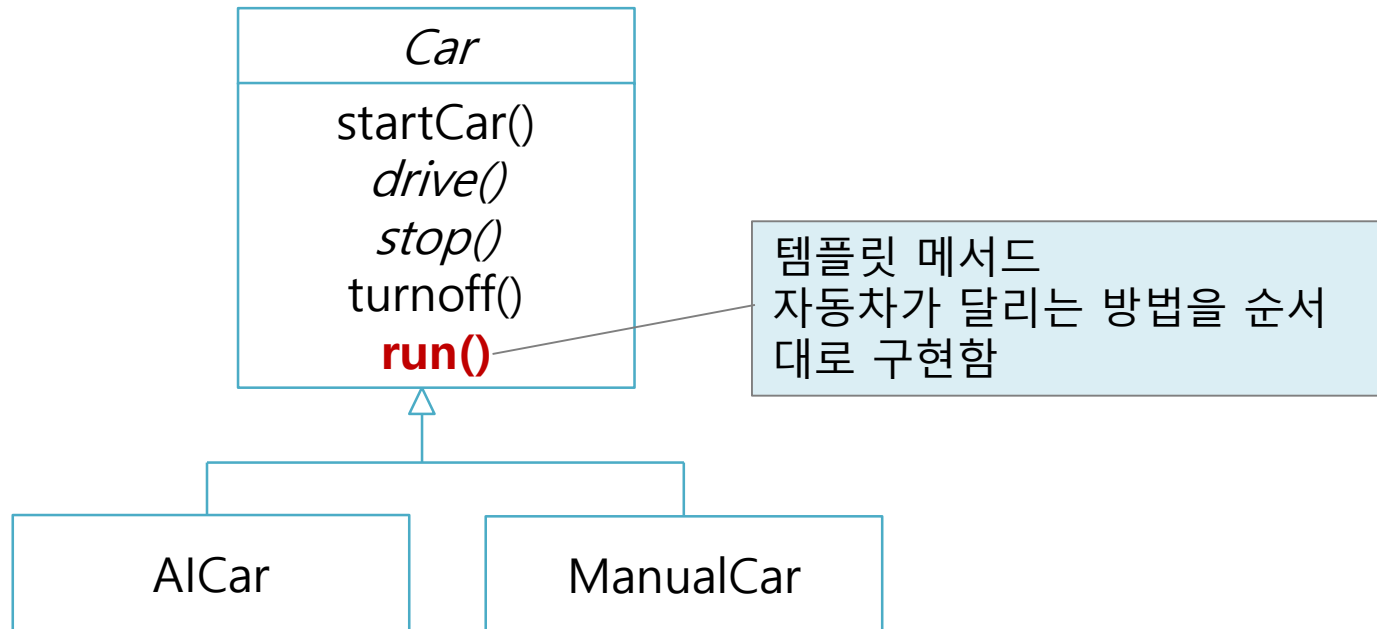 Car
startCar()
drive()
stop()
turnoff()
run()
템플릿 메서드
자동차가 달리는 방법을 순서
대로 구현함
AICar
ManualCar